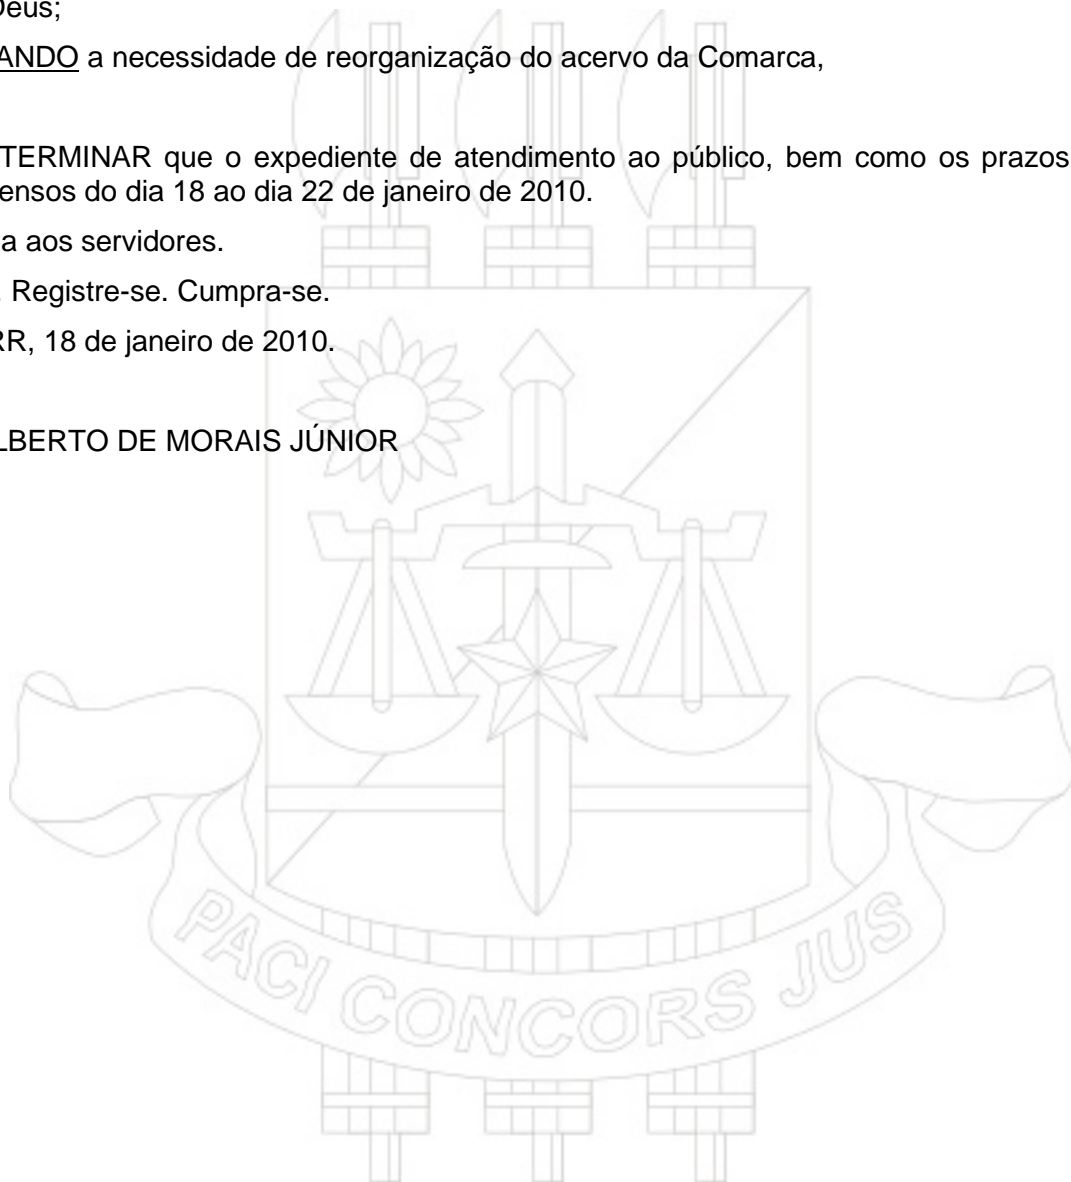 Deus;
ANDO a necessidade de reorganização do acervo da Comarca,
TERMINAR que o expediente de atendimento ao público, bem como os prazos
ensos do dia 18 ao dia 22 de janeiro de 2010.
a aos servidores.
. Registre-se. Cumpra-se.
RR, 18 de janeiro de 2010.
LBERTO DE MORAIS JÚNIOR
PACI CONCORS JUS